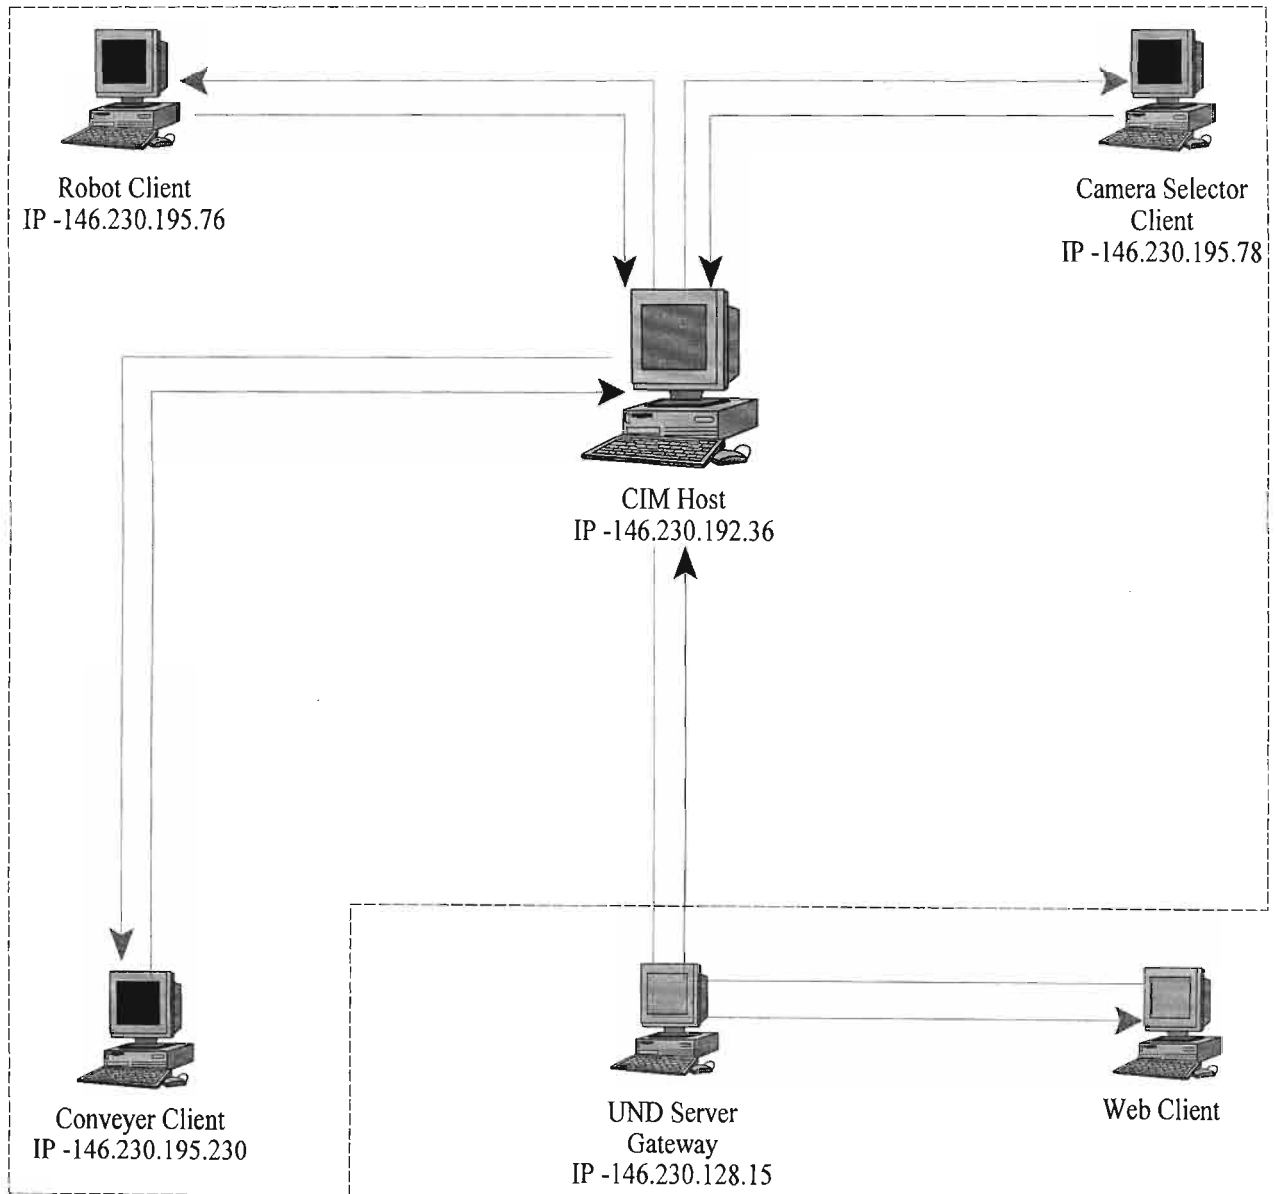 Robot Client
IP -146.230.195.76
Camera Selector
Client
IP -146.230.195.78
CIM Host
IP -146.230.192.36
Conveyer Client
IP -146.230.195.230
UND Server
Gateway
IP -146.230.128.15
Web Client